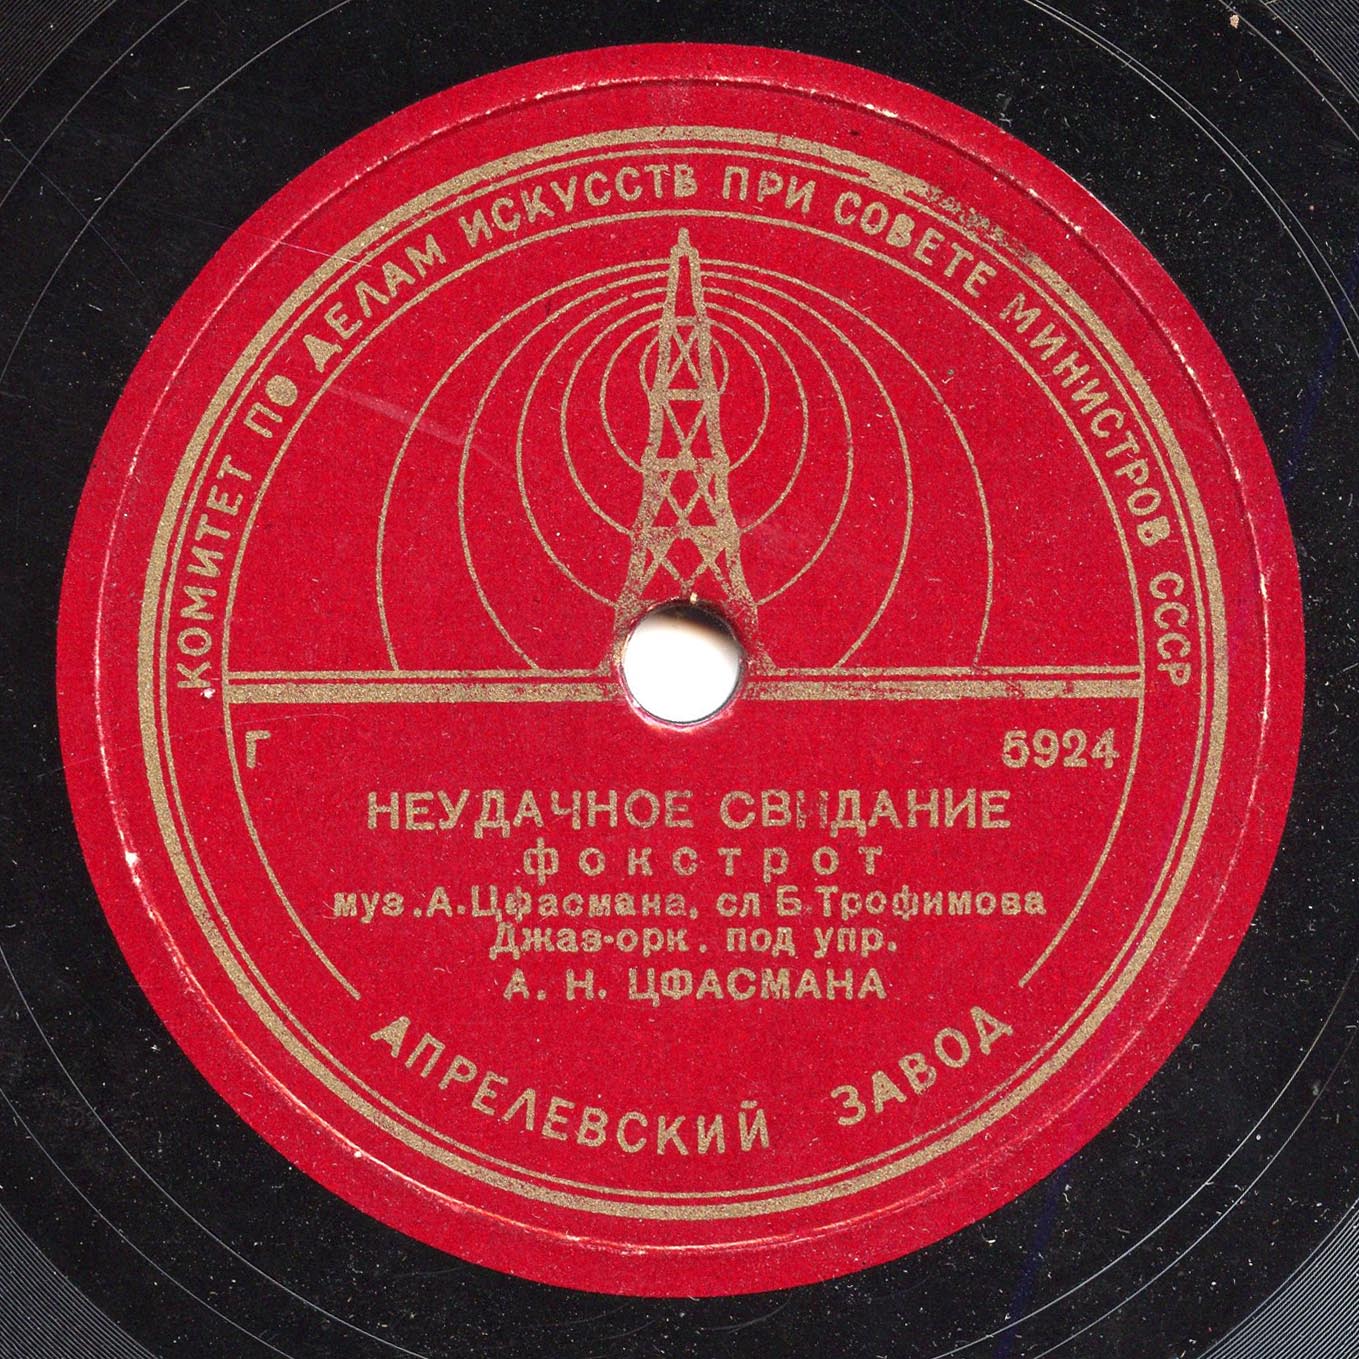 КОМИТЕТ ПО ДЕЛАМ ИСКУССТВ ПРИ СОВЕТЕ МИНИСТРОВ СССР
Г 5924
НЕУДАЧНОЕ СВИДАНИЕ
фокстрот
муз. А. Цфасмана, сл Б. Трофимова
Джаз-орк. под упр.
А. Н. ЦФАСМАНА
АПРЕЛЕВСКИЙ ЗАВОД